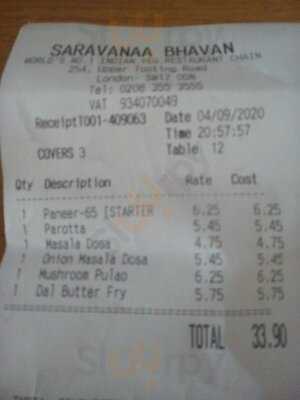 SARAVANAA BHAVAN
WORLD'S NO.1 INDIAN VEG.RESTAURANT CHAIN
254, Upper Tooting Road
London- SW17 0DN
Tel: 0208 355 3555
VAT 934070049
ReceiptT001-409063 Date 04/09/2020
Time 20:57:57
COVERS 3 Table: 12
Qty Description Rate Cost
1 Paneer-65 [STARTER 6.25 6.25
1 Parotta 5.45 5.45
1 Masala Dosa 4.75 4.75
1 Onion Masala Dosa 5.45 5.45
1 Mushroom Pulao 6.25 6.25
1 Dal Butter Fry 5.75 5.75
TOTAL 33.90
Sluurpy